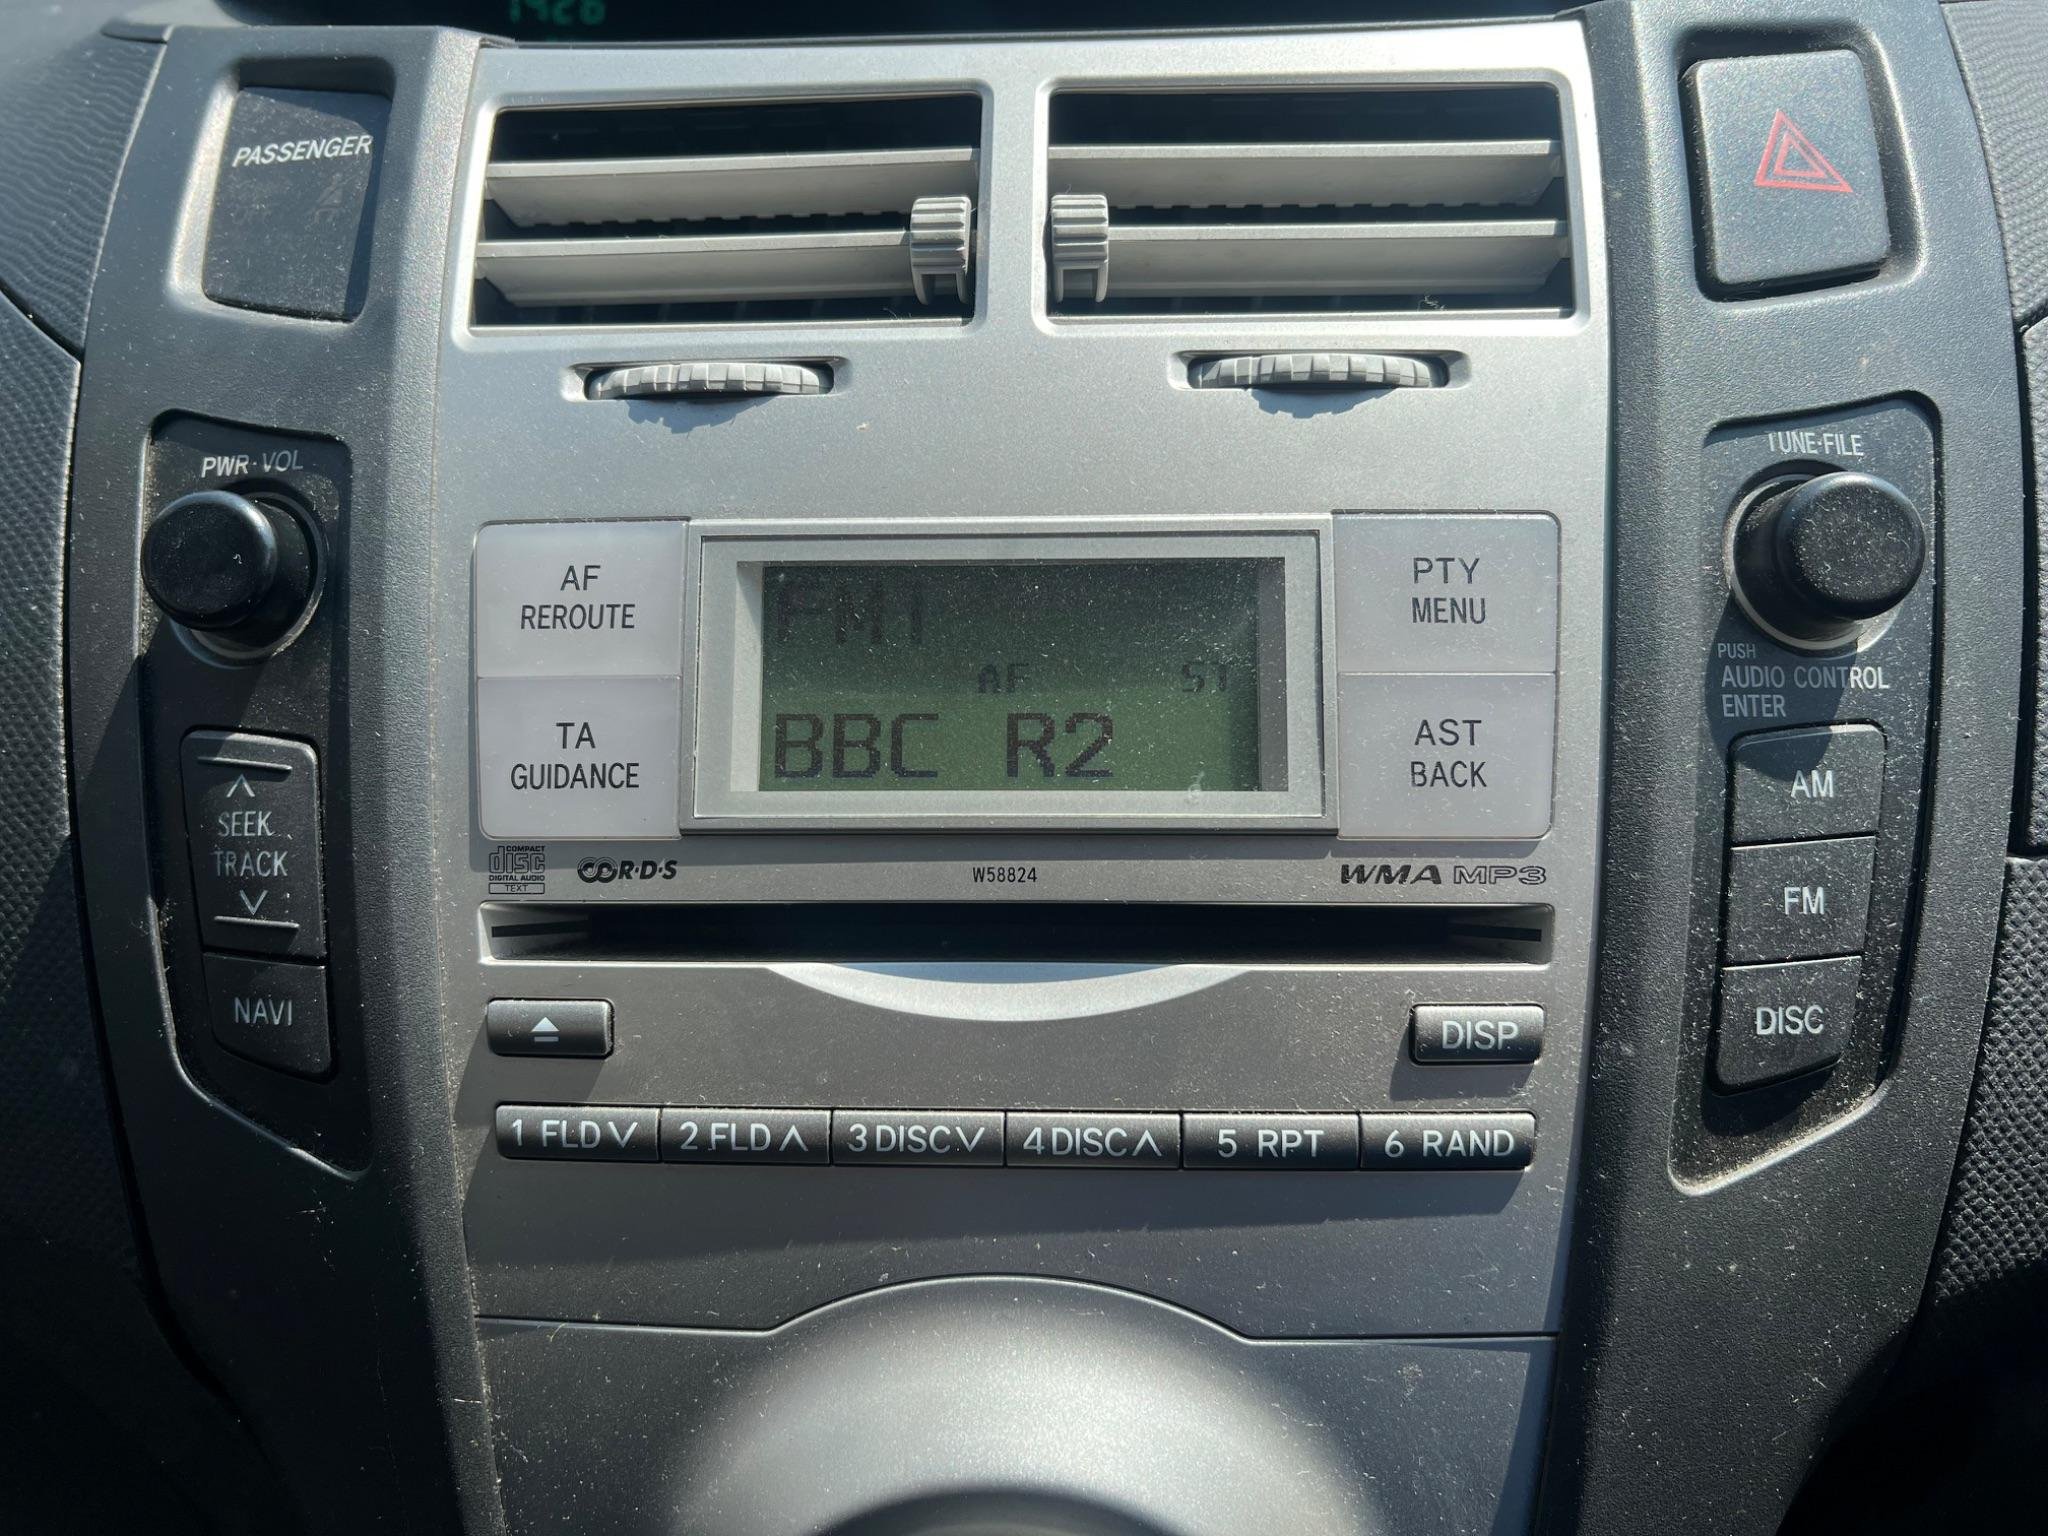 PASSENGER
PWR·VOL
TUNE·FILE
AF
REROUTE
FM1
PTY
MENU
PUSH
AUDIO CONTROL
ENTER
AF ST
TA
GUIDANCE
BBC R2
AST
BACK
AM
SEEK
TRACK
COMPACT
disc
DIGITAL AUDIO
TEXT
R·D·S
W58824
WMA MP3
FM
NAVI
DISP
DISC
1 FLD ∨
2 FLD ∧
3 DISC ∨
4 DISC ∧
5 RPT
6 RAND